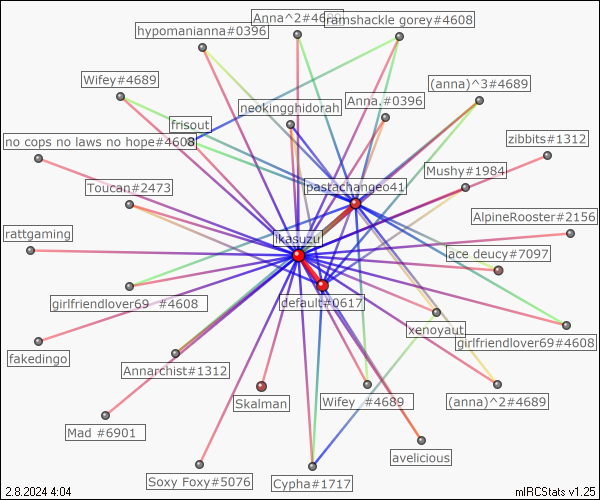 Anna^2#4689
ramshackle gorey#4608
hypomanianna#0396
Wifey#4689
(anna)^3#4689
neokingghidorah
Anna.#0396
frisout
no cops no laws no hope#4608
zibbits#1312
Mushy#1984
Toucan#2473
pastachangeo41
AlpineRooster#2156
rattgaming
ikasuzu
ace deucy#7097
girlfriendlover69 #4608
default#0617
xenoyaut
girlfriendlover69#4608
fakedingo
Annarchist#1312
Skalman
Wifey #4689
(anna)^2#4689
Mad #6901
avelicious
Soxy Foxy#5076
Cypha#1717
2.8.2024 4:04
mIRCStats v1.25